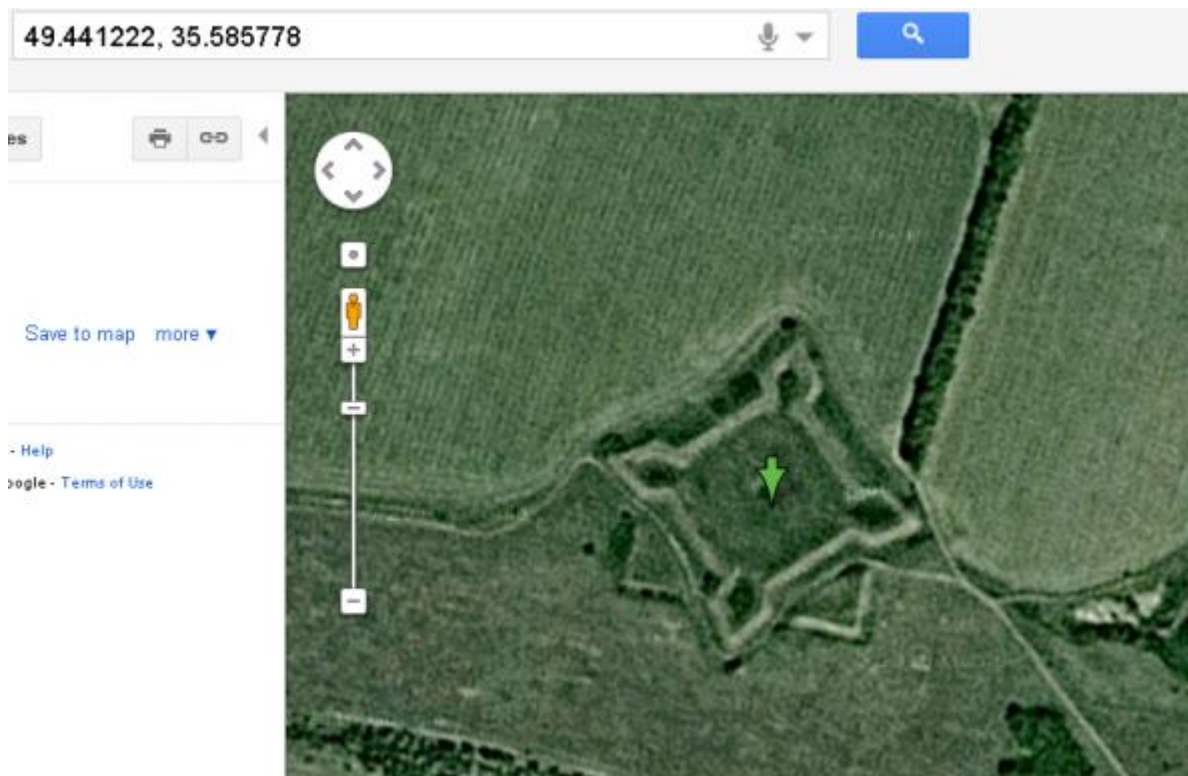 49.441222, 35.585778
es
Save to map more ▼
- Help
oogle - Terms of Use